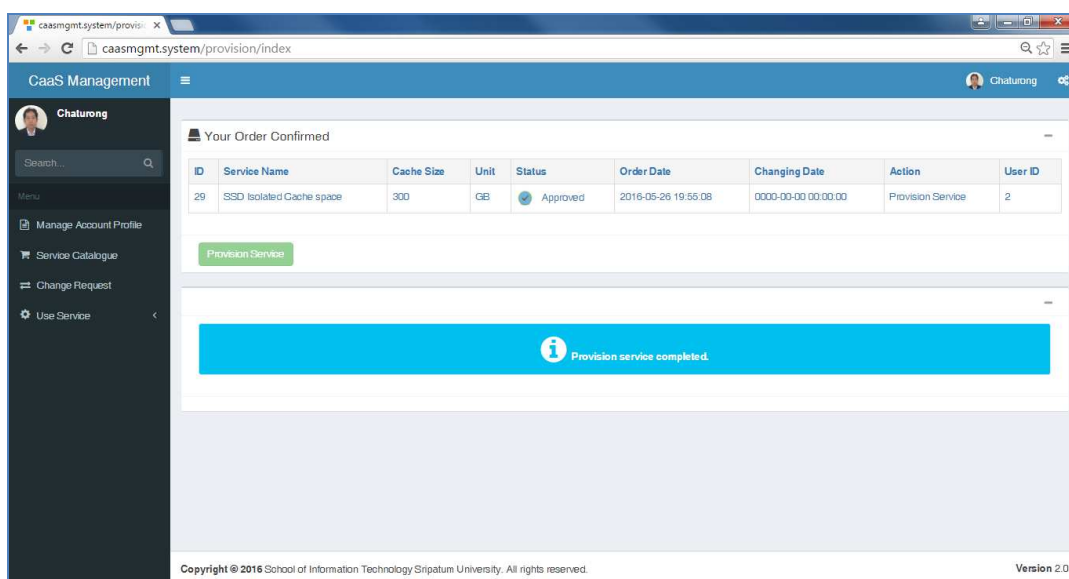 caasmgmt.system/provisi
caasmgmt.system/provision/index
CaaS Management
Chaturong
Chaturong
Search...
Menu
Manage Account Profile
Service Catalogue
Change Request
Use Service
Your Order Confirmed
ID Service Name Cache Size Unit Status Order Date Changing Date Action User ID
29 SSD Isolated Cache space 300 GB Approved 2016-05-26 19:55:08 0000-00-00 00:00:00 Provision Service 2
Provision Service
Provision service completed.
Copyright © 2016 School of Information Technology Sripatum University. All rights reserved.
Version 2.0